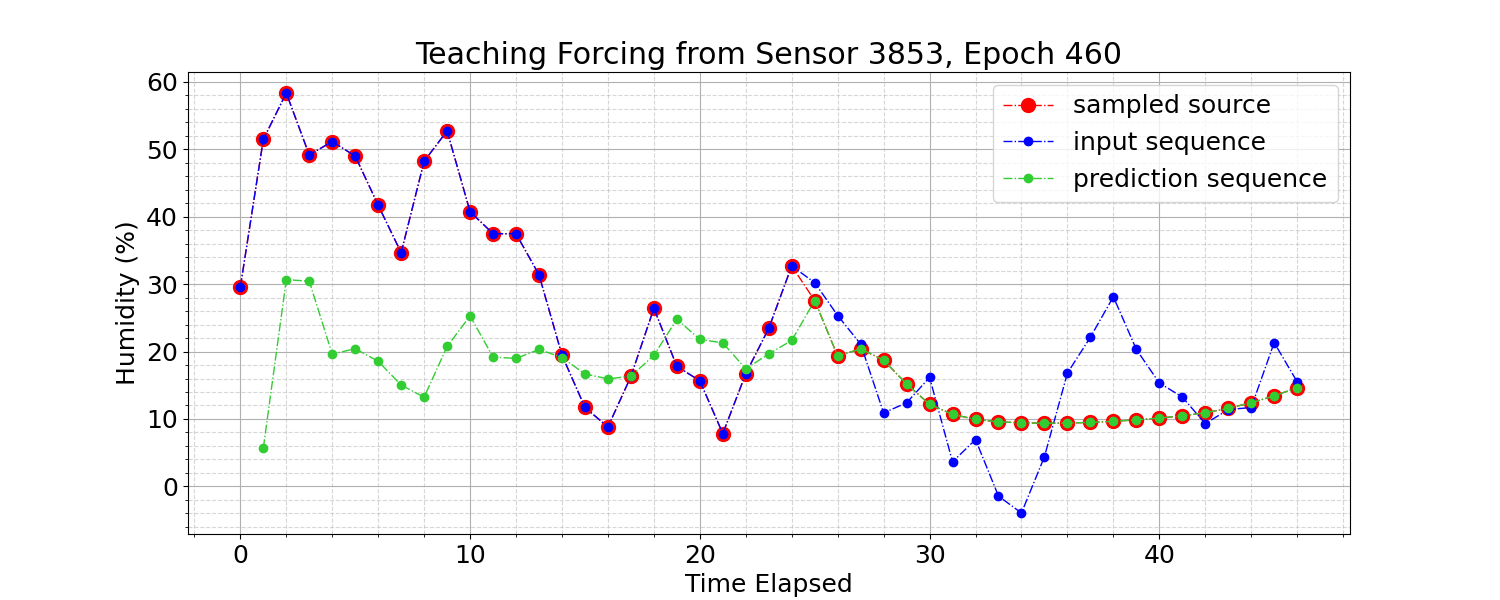 Teaching Forcing from Sensor 3853, Epoch 460
60
50
40
30
20
10
0
Humidity (%)
sampled source
input sequence
prediction sequence
0 10 20 30 40
Time Elapsed